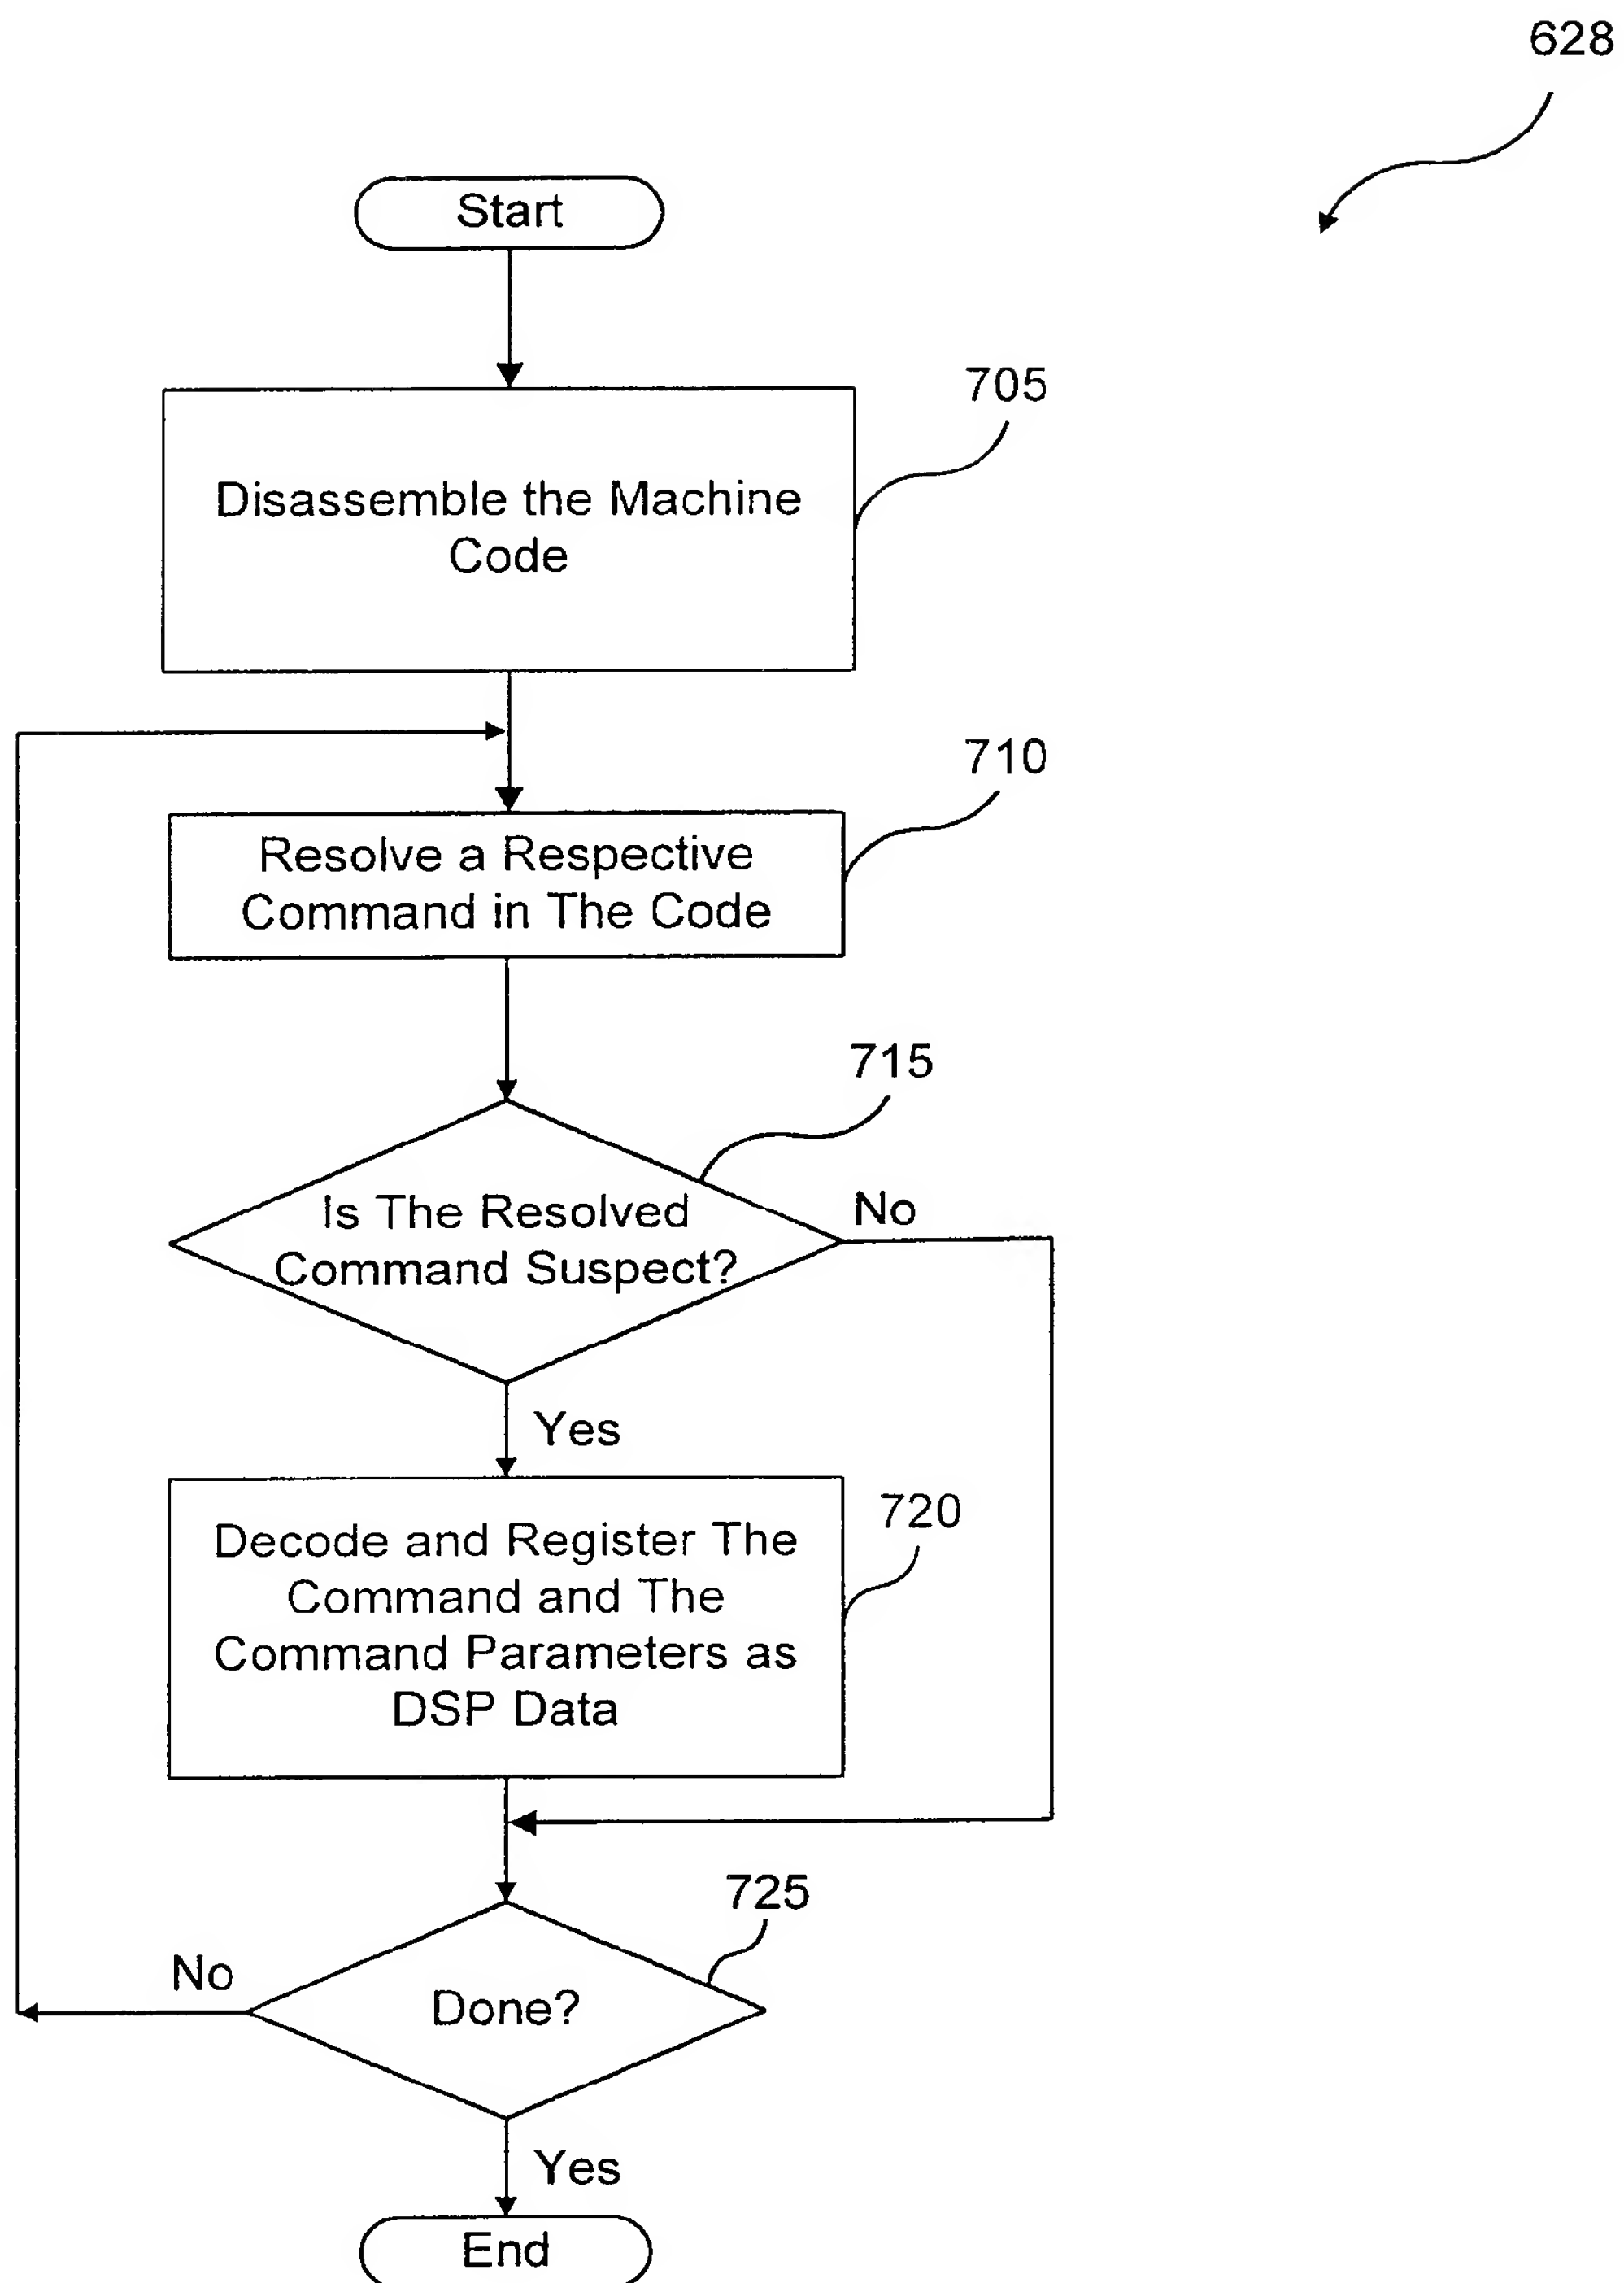 628
Start
705
Disassemble the Machine
Code
710
Resolve a Respective
Command in The Code
715
Is The Resolved
Command Suspect?
No
Yes
720
Decode and Register The
Command and The
Command Parameters as
DSP Data
725
No
Done?
Yes
End